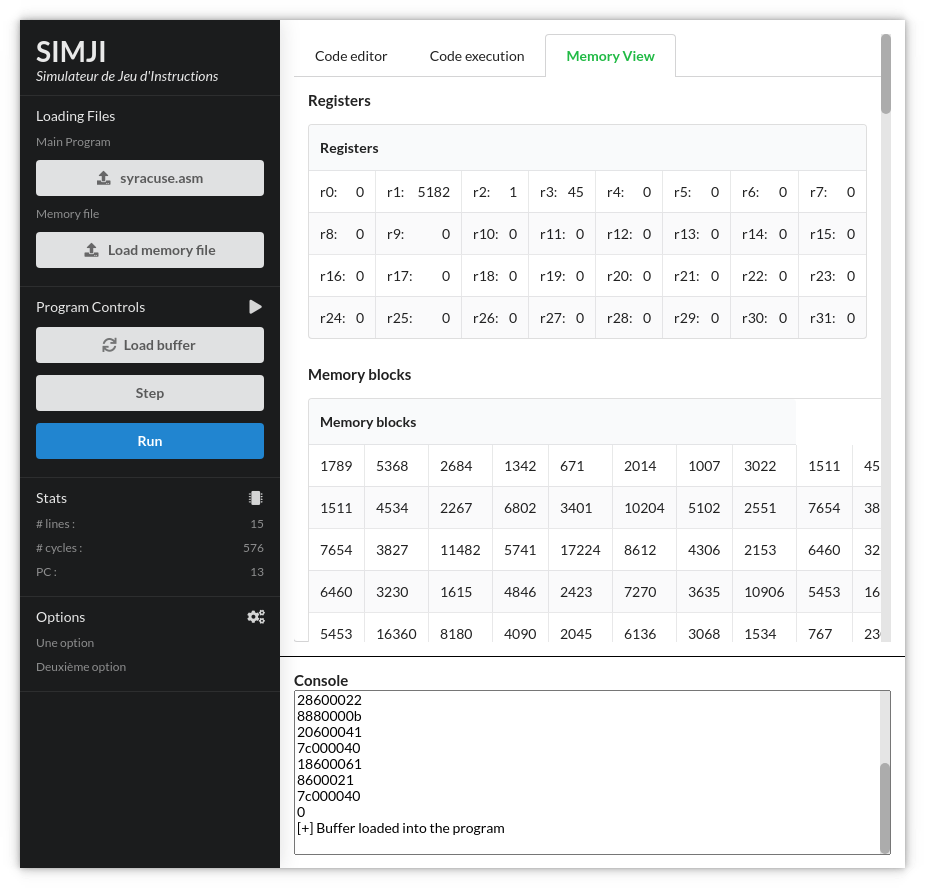 SIMJI
Simulateur de Jeu d'Instructions
Loading Files
Main Program
syracuse.asm
Memory file
Load memory file
Program Controls
Load buffer
Step
Run
Stats
# lines : 15
# cycles : 576
PC : 13
Options
Une option
Deuxième option
Code editor Code execution Memory View
Registers
Registers
r0: 0 r1: 5182 r2: 1 r3: 45 r4: 0 r5: 0 r6: 0 r7: 0
r8: 0 r9: 0 r10: 0 r11: 0 r12: 0 r13: 0 r14: 0 r15: 0
r16: 0 r17: 0 r18: 0 r19: 0 r20: 0 r21: 0 r22: 0 r23: 0
r24: 0 r25: 0 r26: 0 r27: 0 r28: 0 r29: 0 r30: 0 r31: 0
Memory blocks
Memory blocks
1789 5368 2684 1342 671 2014 1007 3022 1511
1511 4534 2267 6802 3401 10204 5102 2551 7654
7654 3827 11482 5741 17224 8612 4306 2153 6460
6460 3230 1615 4846 2423 7270 3635 10906 5453
5453 16360 8180 4090 2045 6136 3068 1534 767
Console
28600022
8880000b
20600041
7c000040
18600061
8600021
7c000040
0
[+] Buffer loaded into the program